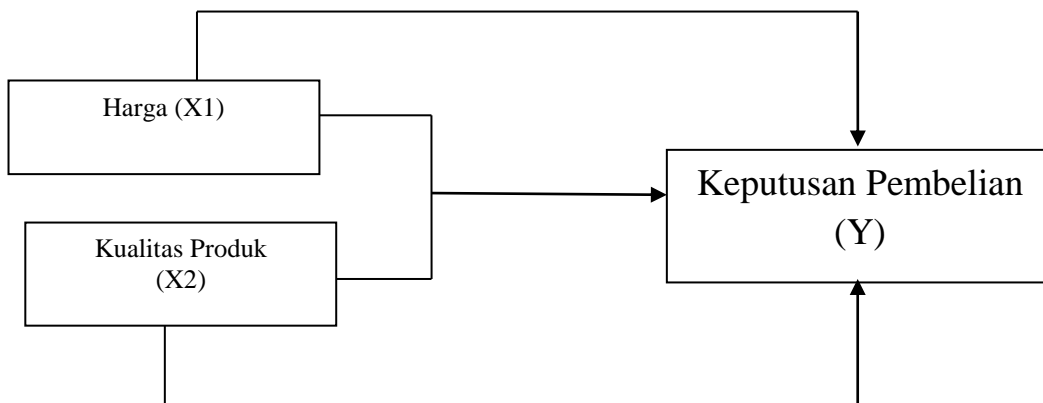 Harga (X1)
Kualitas Produk
(X2)
Keputusan Pembelian
(Y)